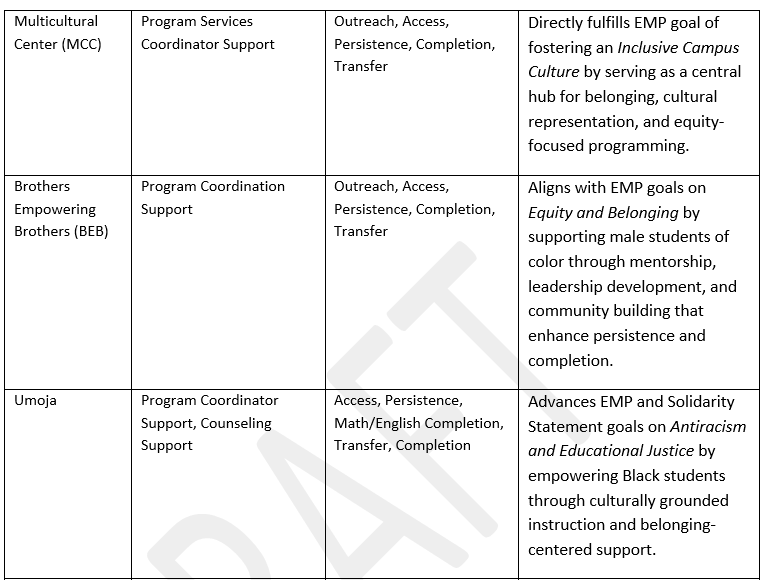 Multicultural
Center (MCC)
Program Services
Coordinator Support
Outreach, Access,
Persistence, Completion,
Transfer
Directly fulfills EMP goal of
fostering an Inclusive Campus
Culture by serving as a central
hub for belonging, cultural
representation, and equity-
focused programming.
Brothers
Empowering
Brothers (BEB)
Program Coordination
Support
Outreach, Access,
Persistence, Completion,
Transfer
Aligns with EMP goals on
Equity and Belonging by
supporting male students of
color through mentorship,
leadership development, and
community building that
enhance persistence and
completion.
Umoja
Program Coordinator
Support, Counseling
Support
Access, Persistence,
Math/English Completion,
Transfer, Completion
Advances EMP and Solidarity
Statement goals on Antiracism
and Educational Justice by
empowering Black students
through culturally grounded
instruction and belonging-
centered support.
DRAFT